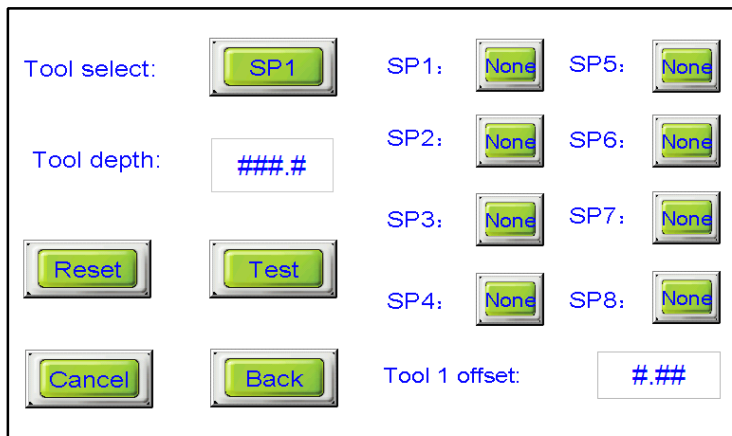 Tool select: SP1 SP1： None SP5： None
Tool depth: ###.# SP2： None SP6： None
SP3： None SP7： None
Reset Test
SP4： None SP8： None
Cancel Back Tool 1 offset: #.##